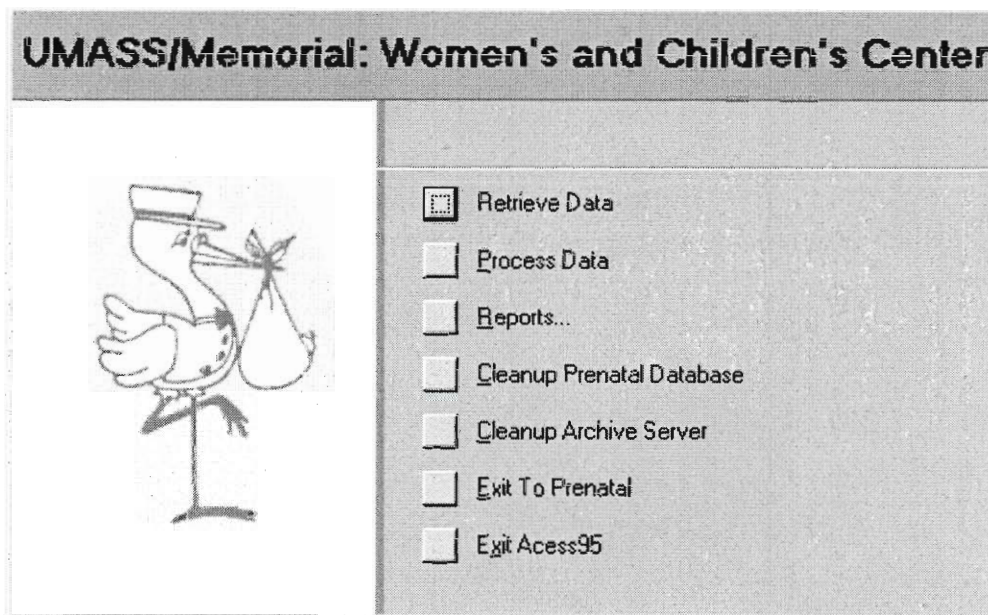 UMASS/Memorial: Women's and Children's Center
Retrieve Data
Process Data
Reports...
Cleanup Prenatal Database
Cleanup Archive Server
Exit To Prenatal
Exit Acess95